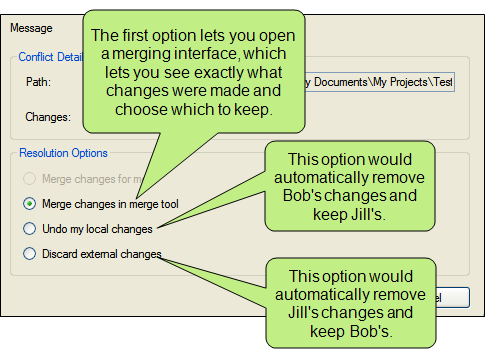 Message
The first option lets you open
a merging interface, which
lets you see exactly what
changes were made and
choose which to keep.
Conflict Detai
Path:
y Documents\My Projects\Test
Changes:
Resolution Options
Merge changes for m
Merge changes in merge tool
Undo my local changes
Discard external changes
This option would
automatically remove
Bob's changes and
keep Jill's.
This option would
automatically remove
Jill's changes and
keep Bob's.